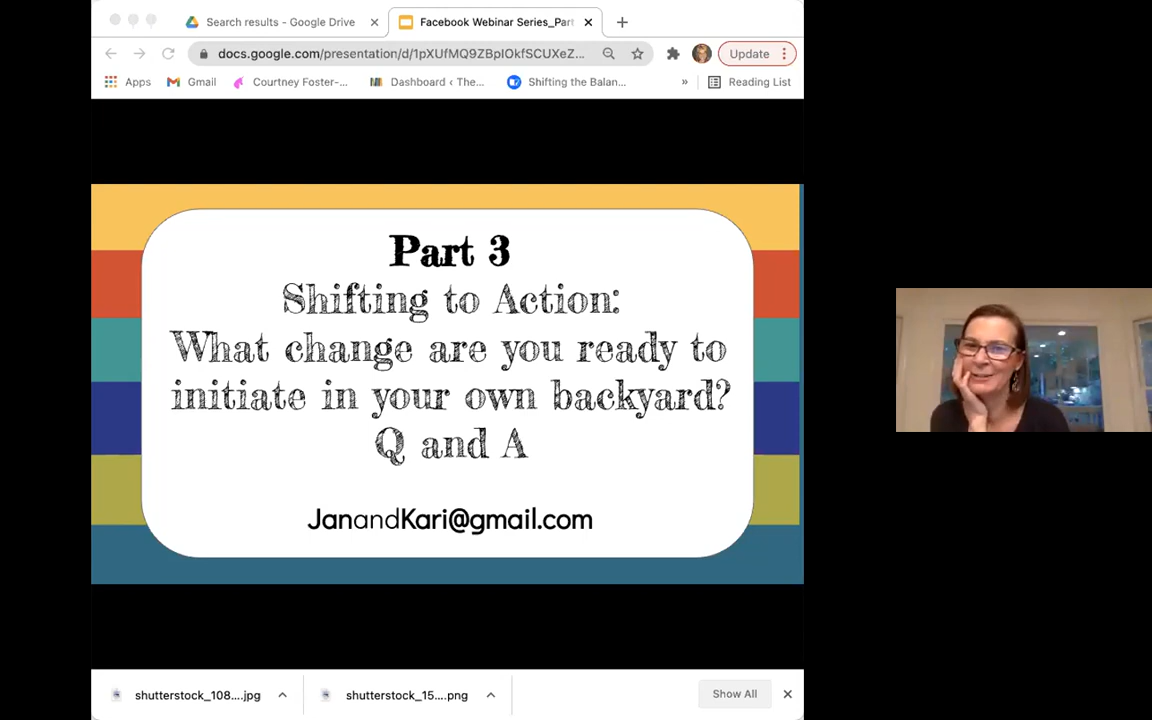 Search results - Google Drive
Facebook Webinar Series_Part
docs.google.com/presentation/d/1pXUfMQ9ZBpIOkfSCUXeZ...
Update
Apps
Gmail
Courtney Foster-...
Dashboard ‹ The...
Shifting the Balan...
»
Reading List
Part 3
Shifting to Action:
What change are you ready to
initiate in your own backyard?
Q and A
JanandKari@gmail.com
shutterstock_108....jpg
shutterstock_15....png
Show All